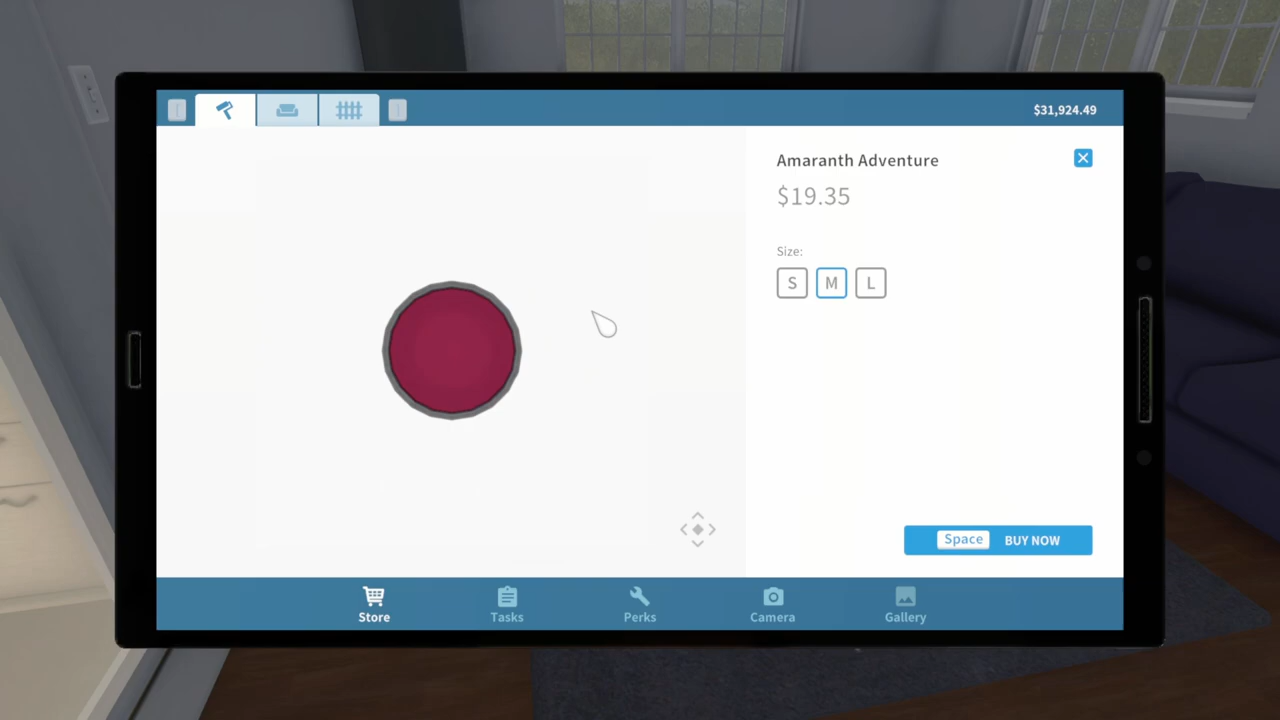 $31,924.49
Amaranth Adventure
$19.35
Size:
S M L
Space BUY NOW
Store Tasks Perks Camera Gallery